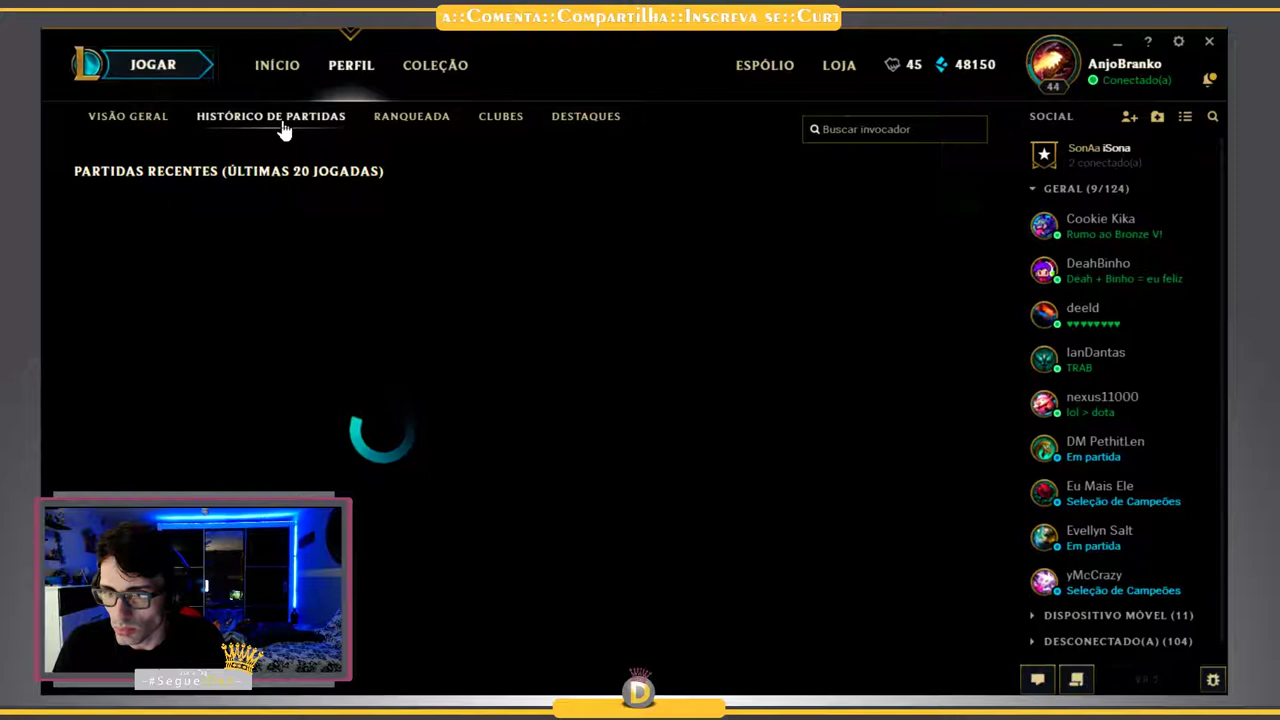 a::Comenta::Compartilha::Inscreva se::Curt
JOGAR
INÍCIO
PERFIL
COLEÇÃO
ESPÓLIO
LOJA
45
48150
?
AnjoBranko
Conectado(a)
44
VISÃO GERAL
HISTÓRICO DE PARTIDAS
RANQUEADA
CLUBES
DESTAQUES
Buscar invocador
SOCIAL
PARTIDAS RECENTES (ÚLTIMAS 20 JOGADAS)
SonAa iSona
2 conectado(a)
GERAL (9/124)
Cookie Kika
Rumo ao Bronze V!
DeahBinho
Deah + Binho = eu feliz
deeld
♥♥♥♥♥♥♥♥
IanDantas
TRAB
nexus11000
lol > dota
DM PethitLen
Em partida
Eu Mais Ele
Seleção de Campeões
Evellyn Salt
Em partida
yMcCrazy
Seleção de Campeões
DISPOSITIVO MÓVEL (11)
DESCONECTADO(A) (104)
-#Segue
D